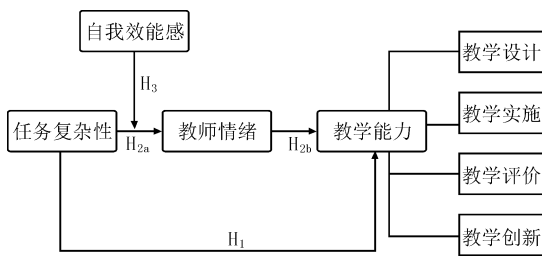 自我效能感
教学设计
H3
教学实施
任务复杂性
教师情绪
教学能力
H2a
H2b
教学评价
教学创新
H1